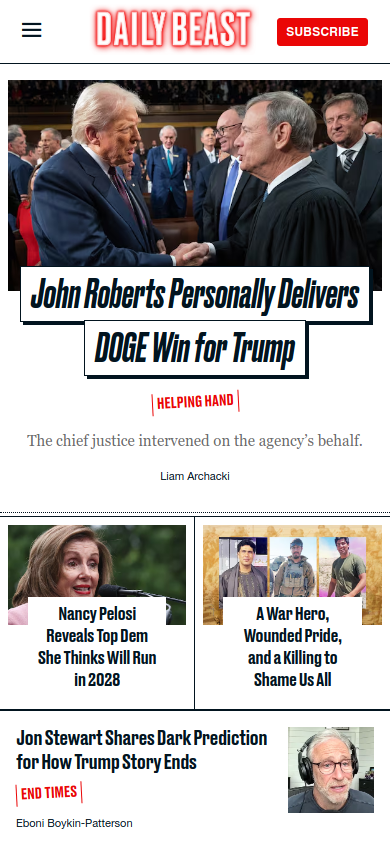 DAILY BEAST
SUBSCRIBE
John Roberts Personally Delivers
DOGE Win for Trump
HELPING HAND
The chief justice intervened on the agency’s behalf.
Liam Archacki
Nancy Pelosi
Reveals Top Dem
She Thinks Will Run
in 2028
A War Hero,
Wounded Pride,
and a Killing to
Shame Us All
Jon Stewart Shares Dark Prediction
for How Trump Story Ends
END TIMES
Eboni Boykin-Patterson